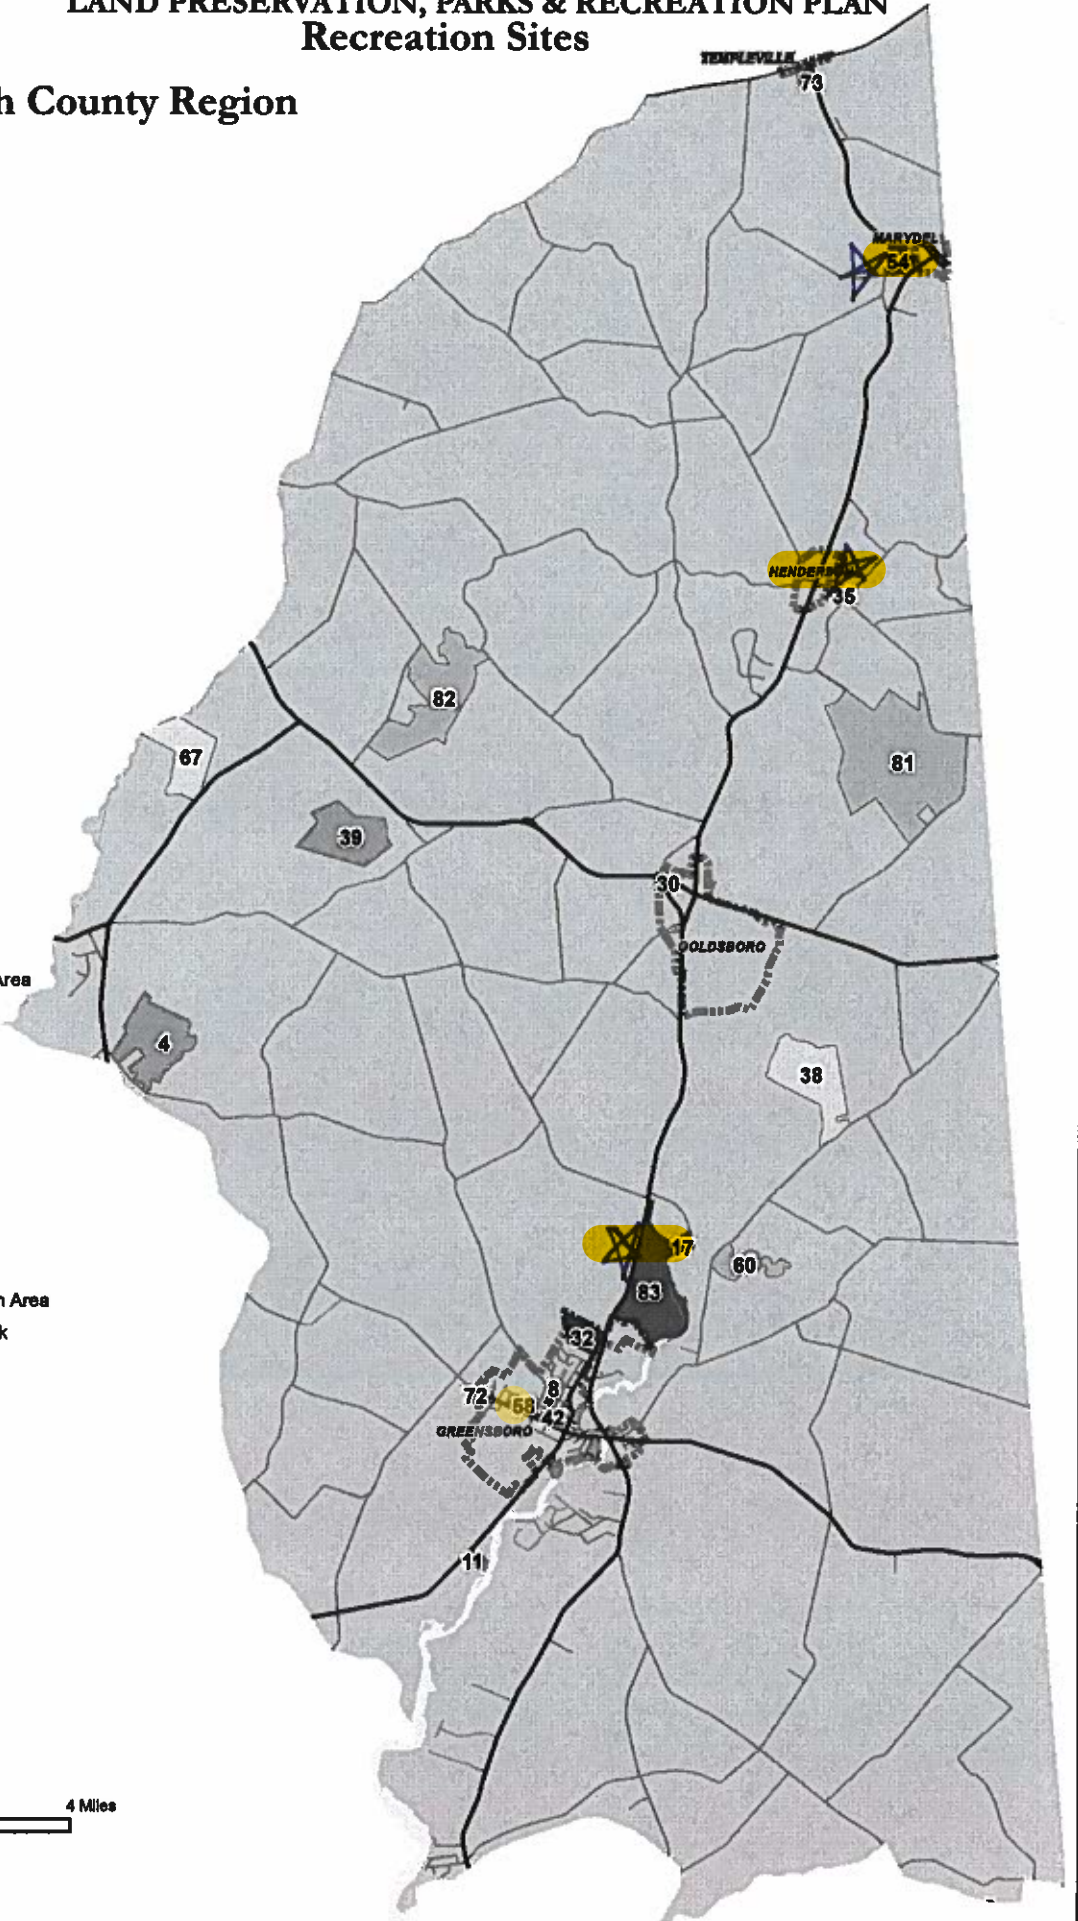 LAND PRESERVATION, PARKS & RECREATION PLAN
Recreation Sites
h County Region
TEMPLEVILLE
73
MARYDEL
54
HENDERS
35
82
67
81
39
30
GOLDSBORO
Area
4
38
17
60
83
n Area
k
32
72
8
58
42
GREENSBORO
11
4 Miles